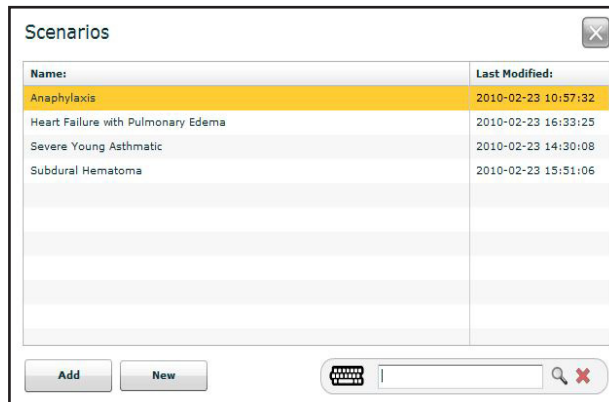 Scenarios
Name: Last Modified:
Anaphylaxis 2010-02-23 10:57:32
Heart Failure with Pulmonary Edema 2010-02-23 16:33:25
Severe Young Asthmatic 2010-02-23 14:30:08
Subdural Hematoma 2010-02-23 15:51:06
Add New